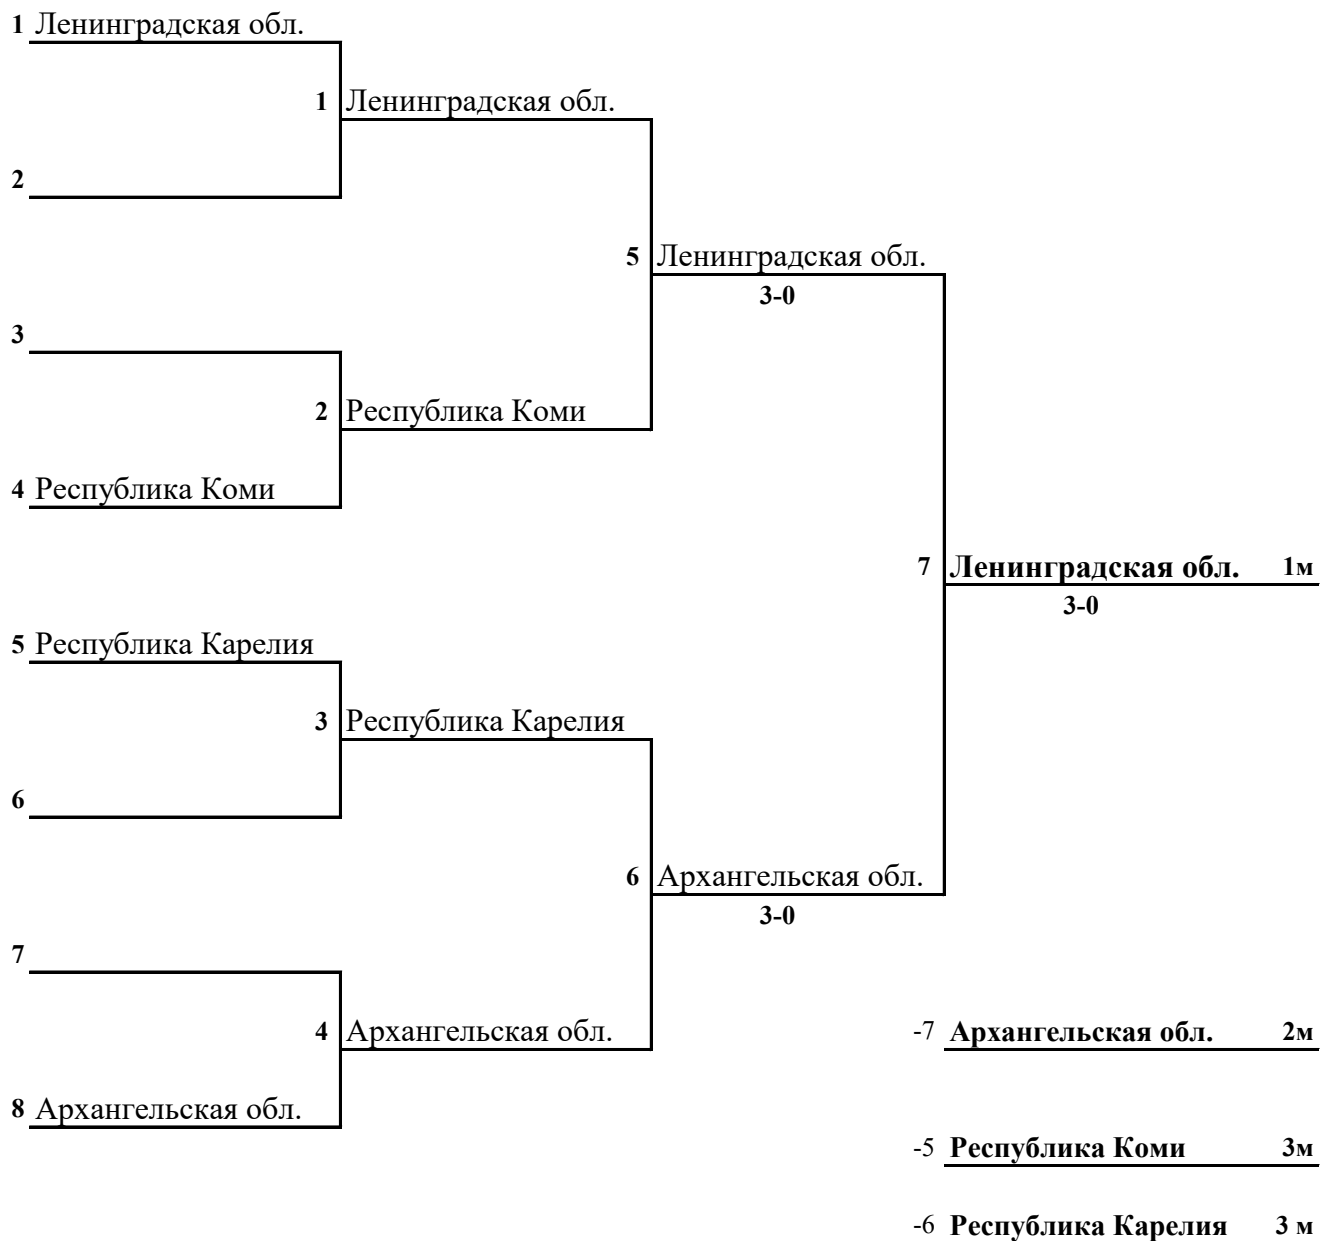 1 Ленинградская обл.
1 Ленинградская обл.
2
5 Ленинградская обл.
3-0
3
2 Республика Коми
4 Республика Коми
7 Ленинградская обл. 1м
3-0
5 Республика Карелия
3 Республика Карелия
6
6 Архангельская обл.
3-0
7
4 Архангельская обл.
-7 Архангельская обл. 2м
8 Архангельская обл.
-5 Республика Коми 3м
-6 Республика Карелия 3 м